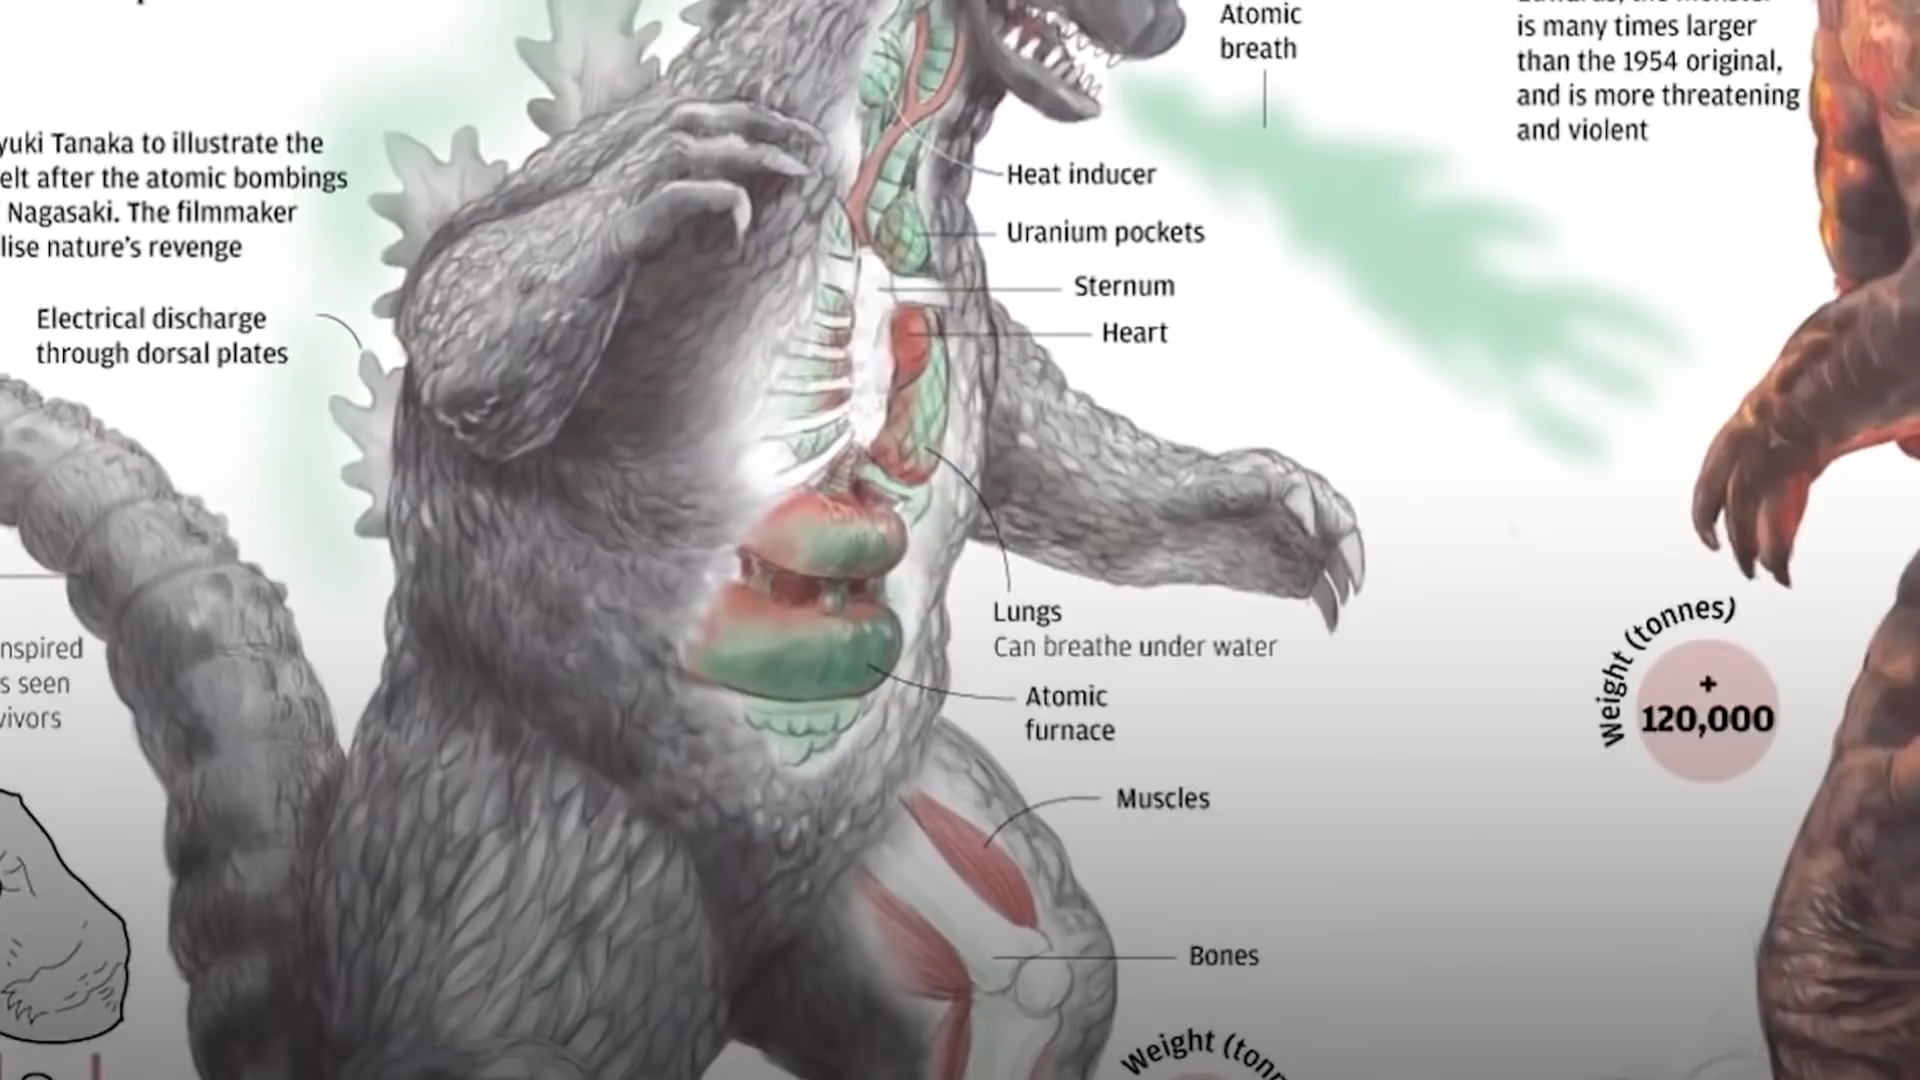 Atomic
breath
is many times larger
than the 1954 original,
and is more threatening
and violent
yuki Tanaka to illustrate the
elt after the atomic bombings
Nagasaki. The filmmaker
lise nature's revenge
Heat inducer
Uranium pockets
Sternum
Heart
Electrical discharge
through dorsal plates
Lungs
Can breathe under water
nspired
s seen
vivors
Atomic
furnace
Weight (tonnes)
+
120,000
Muscles
Bones
Weight (tonn